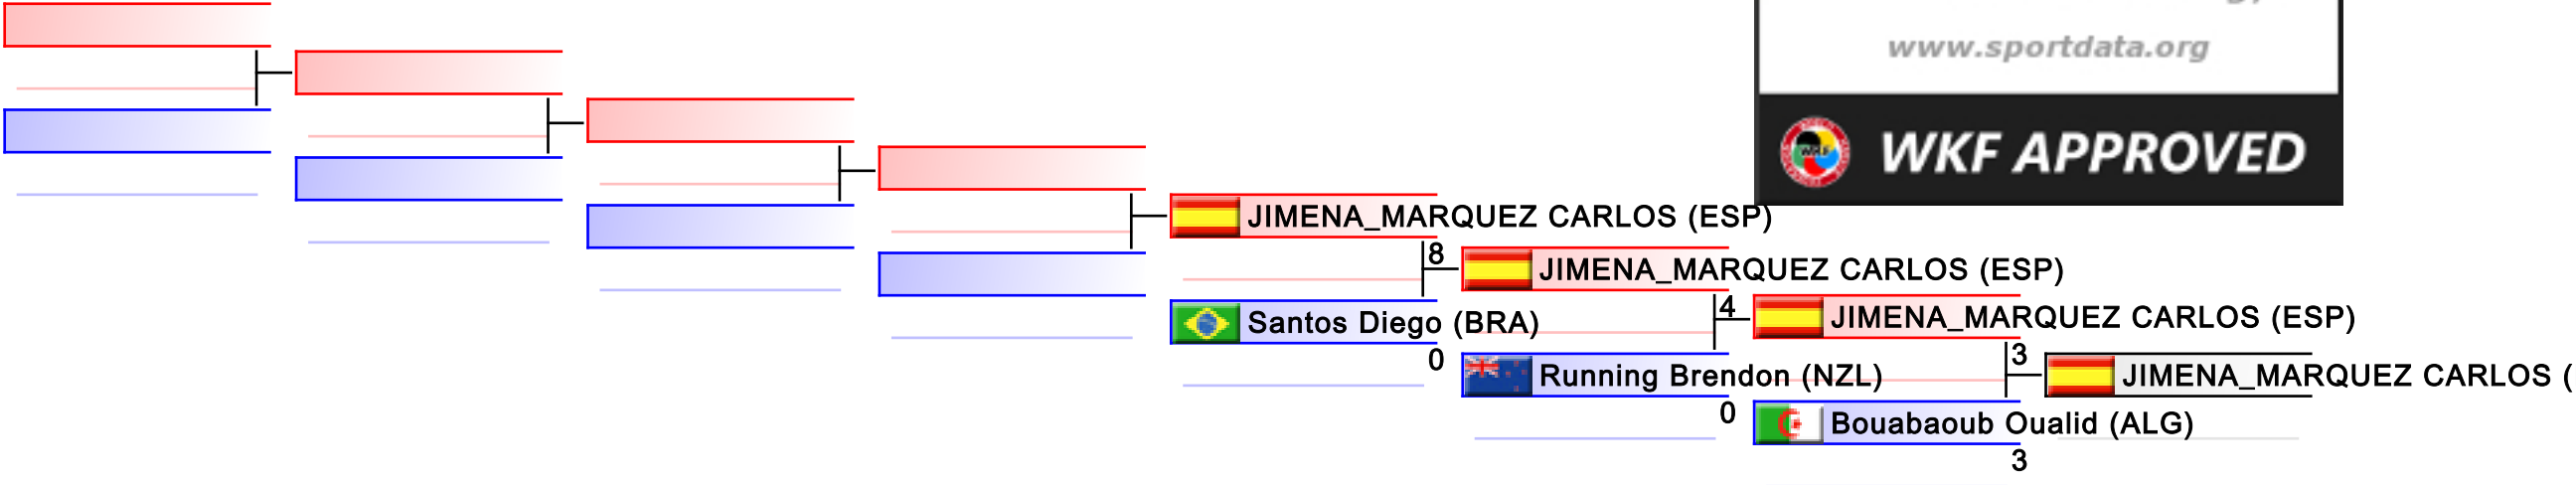 www.sportdata.org
WKF APPROVED
JIMENA_MARQUEZ CARLOS (ESP)
8
JIMENA_MARQUEZ CARLOS (ESP)
Santos Diego (BRA)
0
4
JIMENA_MARQUEZ CARLOS (ESP)
Running Brendon (NZL)
0
3
JIMENA_MARQUEZ CARLOS (
Bouabaoub Oualid (ALG)
3